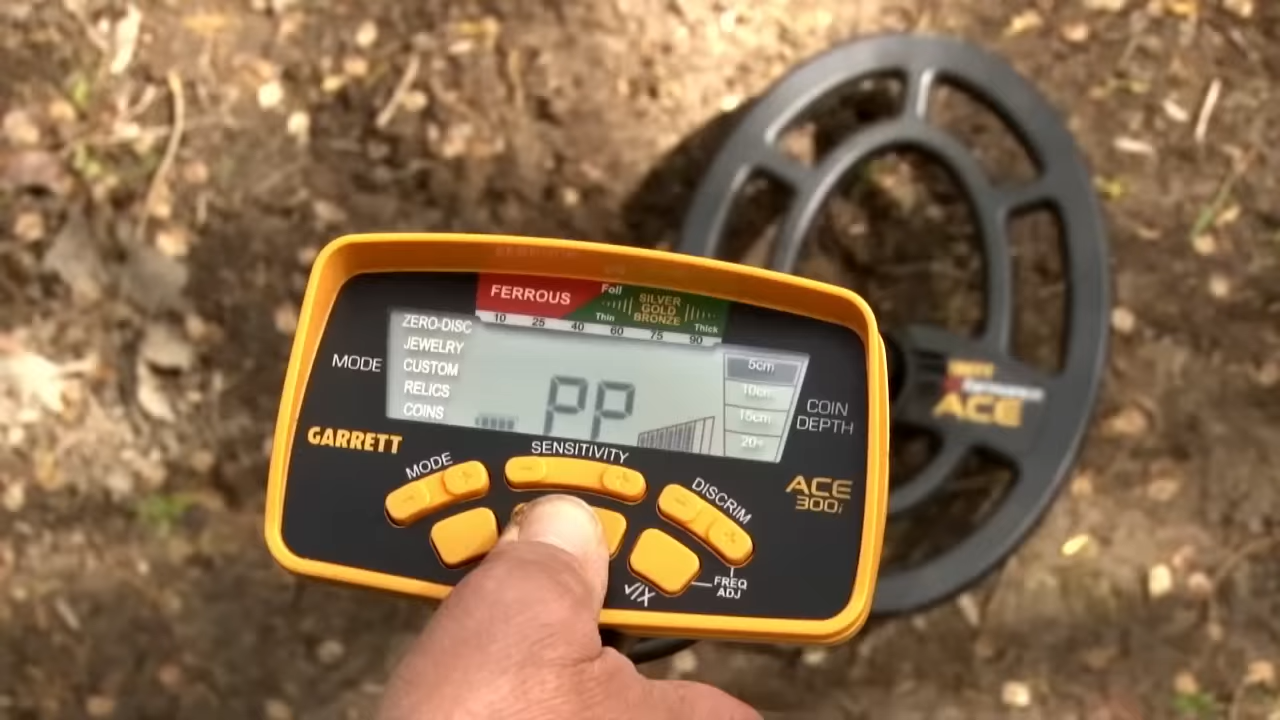 FERROUS
Foil
Thin
SILVER
GOLD
BRONZE
Thick
10 25 40 60 75 90
MODE
ZERO-DISC
JEWELRY
CUSTOM
RELICS
COINS
PP
5cm
10cm
15cm
20+
COIN
DEPTH
GARRETT
MODE
- +
SENSITIVITY
- +
DISCRIM
- +
ACE
300i
√/X
FREQ
ADJ
ACE